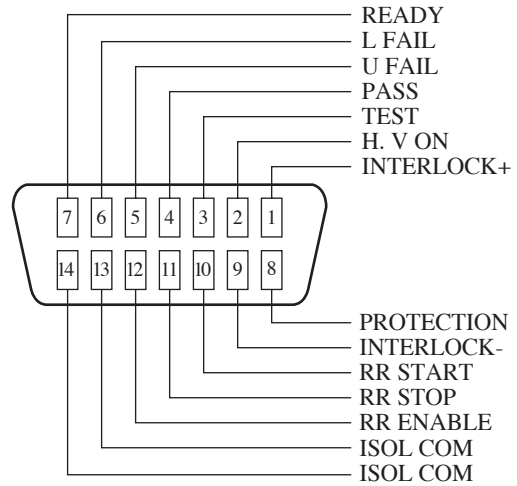 READY
L FAIL
U FAIL
PASS
TEST
H. V ON
INTERLOCK+
7 6 5 4 3 2 1
14 13 12 11 10 9 8
PROTECTION
INTERLOCK-
RR START
RR STOP
RR ENABLE
ISOL COM
ISOL COM